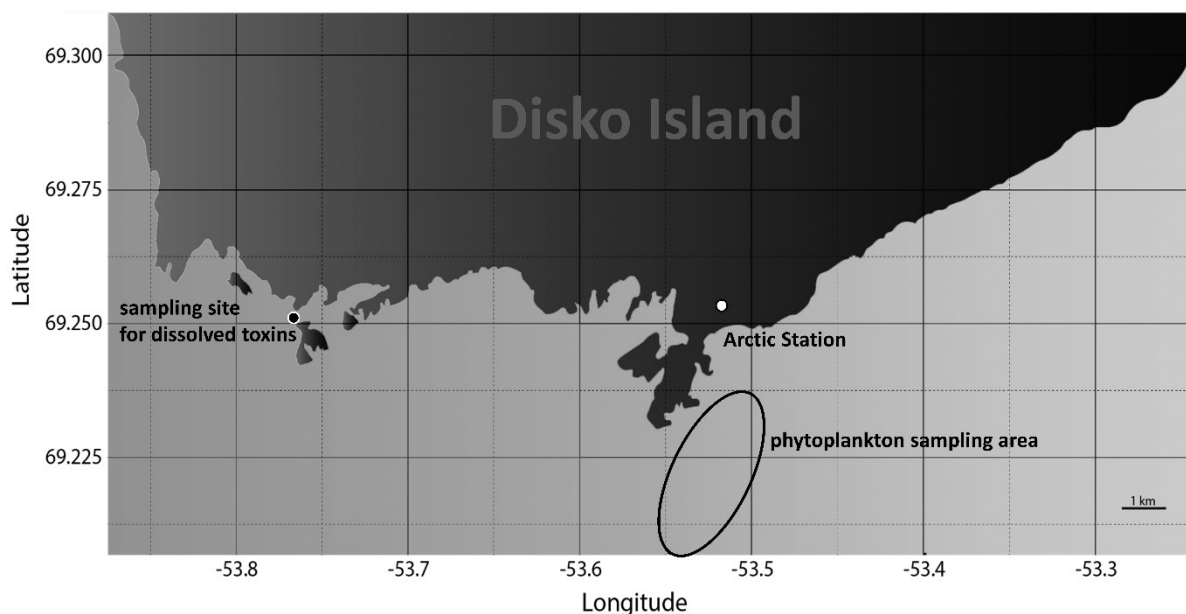 69.300
Disko Island
69.275
Latitude
sampling site
for dissolved toxins
69.250
Arctic Station
phytoplankton sampling area
69.225
1 km
-53.8
-53.7
-53.6
-53.5
-53.4
-53.3
Longitude